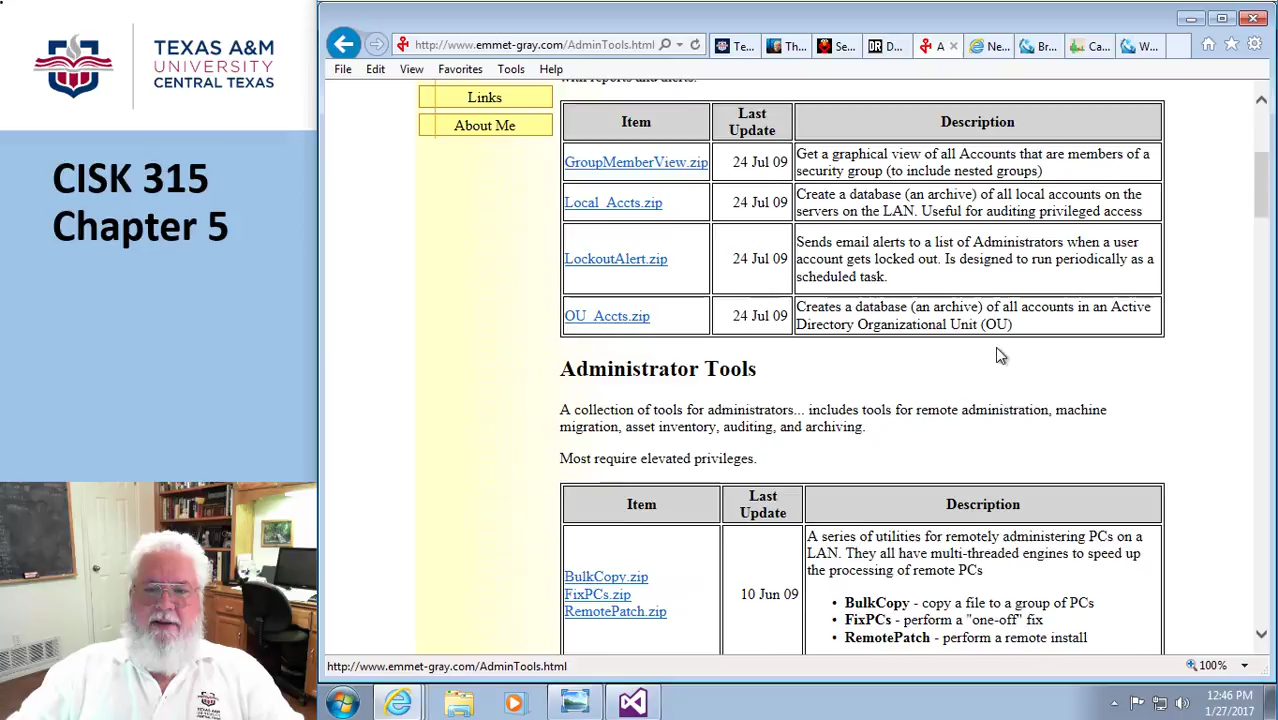 TEXAS A&M
UNIVERSITY
CENTRAL TEXAS
CISK 315
Chapter 5
http://www.emmet-gray.com/AdminTools.html
Te...
Th...
Se...
D...
A
Ne...
Br...
Ca...
W...
File Edit View Favorites Tools Help
with reports and alerts.
Links
About Me
Item
Last
Update
Description
GroupMemberView.zip
24 Jul 09
Get a graphical view of all Accounts that are members of a
security group (to include nested groups)
Local_Accts.zip
24 Jul 09
Create a database (an archive) of all local accounts on the
servers on the LAN. Useful for auditing privileged access
LockoutAlert.zip
24 Jul 09
Sends email alerts to a list of Administrators when a user
account gets locked out. Is designed to run periodically as a
scheduled task.
OU_Accts.zip
24 Jul 09
Creates a database (an archive) of all accounts in an Active
Directory Organizational Unit (OU)
Administrator Tools
A collection of tools for administrators... includes tools for remote administration, machine
migration, asset inventory, auditing, and archiving.
Most require elevated privileges.
Item
Last
Update
Description
BulkCopy.zip
FixPCs.zip
RemotePatch.zip
10 Jun 09
A series of utilities for remotely administering PCs on a
LAN. They all have multi-threaded engines to speed up
the processing of remote PCs
• BulkCopy - copy a file to a group of PCs
• FixPCs - perform a "one-off" fix
• RemotePatch - perform a remote install
http://www.emmet-gray.com/AdminTools.html
100%
12:46 PM
1/27/2017